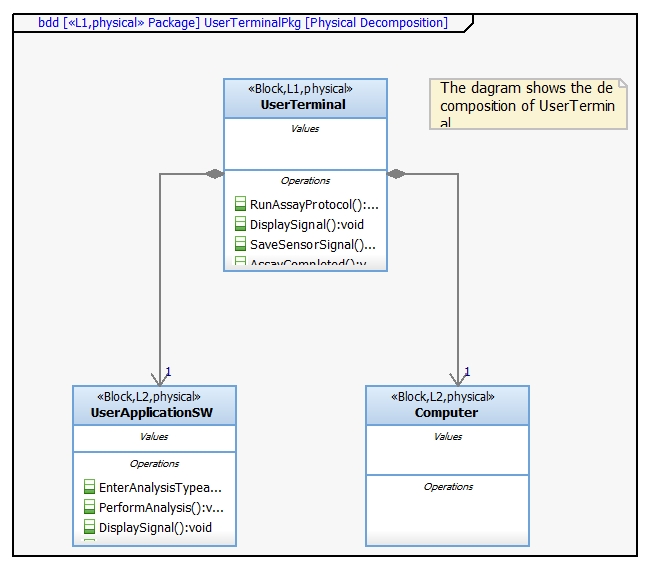 bdd [«L1,physical» Package] UserTerminalPkg [Physical Decomposition]
«Block,L1,physical»
UserTerminal
Values
Operations
RunAssayProtocol():...
DisplaySignal():void
SaveSensorSignal()...
AssayCompleted():v...
The dagram shows the de
composition of UserTermin
al.
1
1
«Block,L2,physical»
UserApplicationSW
Values
Operations
EnterAnalysisTypea...
PerformAnalysis():v...
DisplaySignal():void
«Block,L2,physical»
Computer
Values
Operations